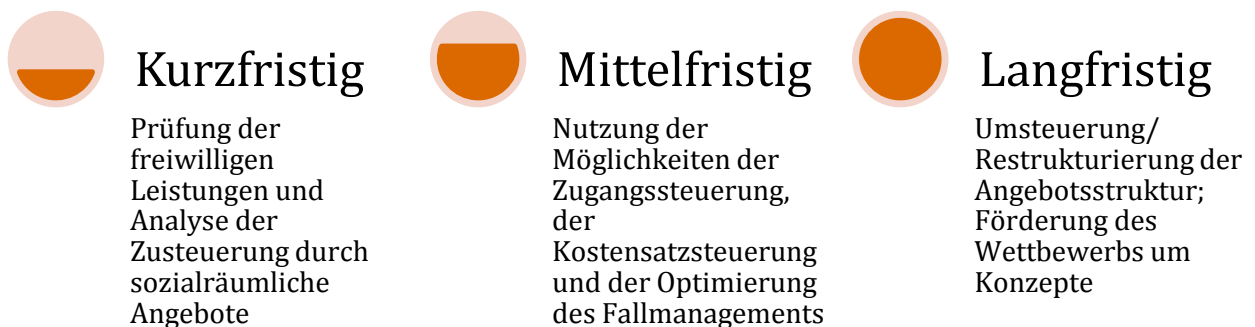 Kurzfristig
Prüfung der
freiwilligen
Leistungen und
Analyse der
Zusteuerung durch
sozialräumliche
Angebote
Mittelfristig
Nutzung der
Möglichkeiten der
Zugangssteuerung,
der
Kostensatzsteuerung
und der Optimierung
des Fallmanagements
Langfristig
Umsteuerung/
Restrukturierung der
Angebotsstruktur;
Förderung des
Wettbewerbs um
Konzepte